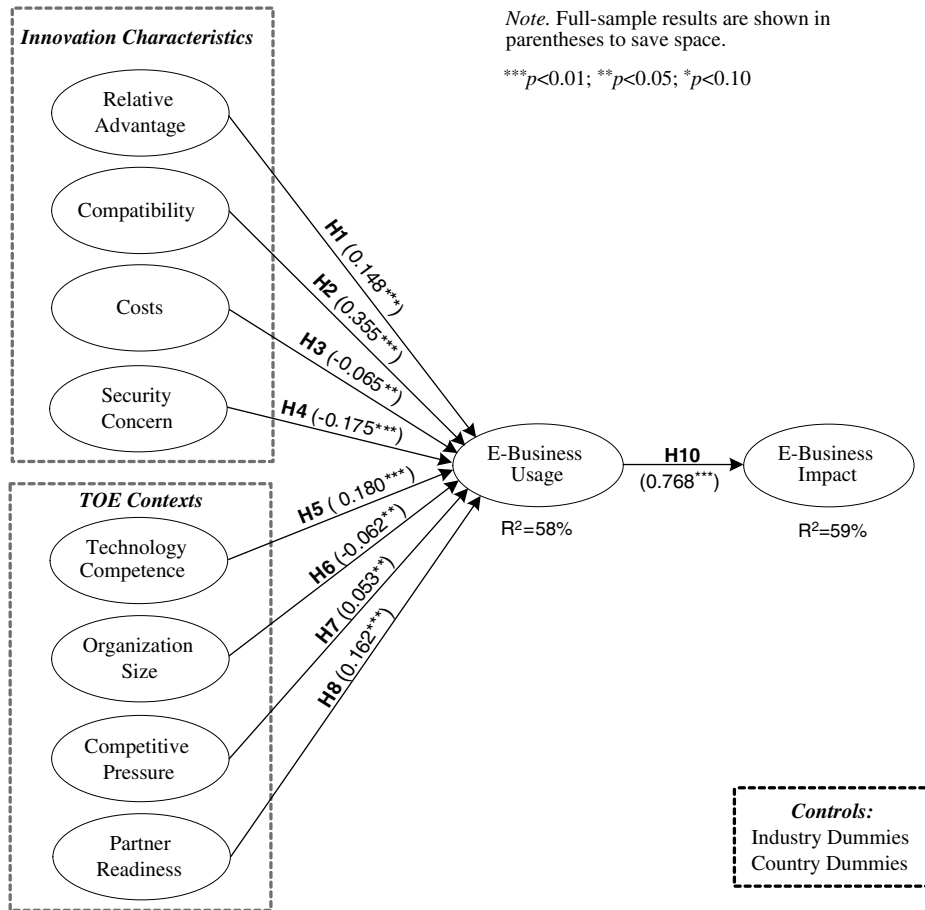 Innovation Characteristics
Relative
Advantage
Compatibility
Costs
Security
Concern
TOE Contexts
Technology
Competence
Organization
Size
Competitive
Pressure
Partner
Readiness
Note. Full-sample results are shown in
parentheses to save space.
***p<0.01; **p<0.05; *p<0.10
H1 (0.148***)
H2 (0.355***)
H3 (-0.065**)
H4 (-0.175***)
H5 ( 0.180***)
H6 (-0.062**)
H7 (0.053**)
H8 (0.162***)
E-Business
Usage
R²=58%
H10
(0.768***)
E-Business
Impact
R²=59%
Controls:
Industry Dummies
Country Dummies